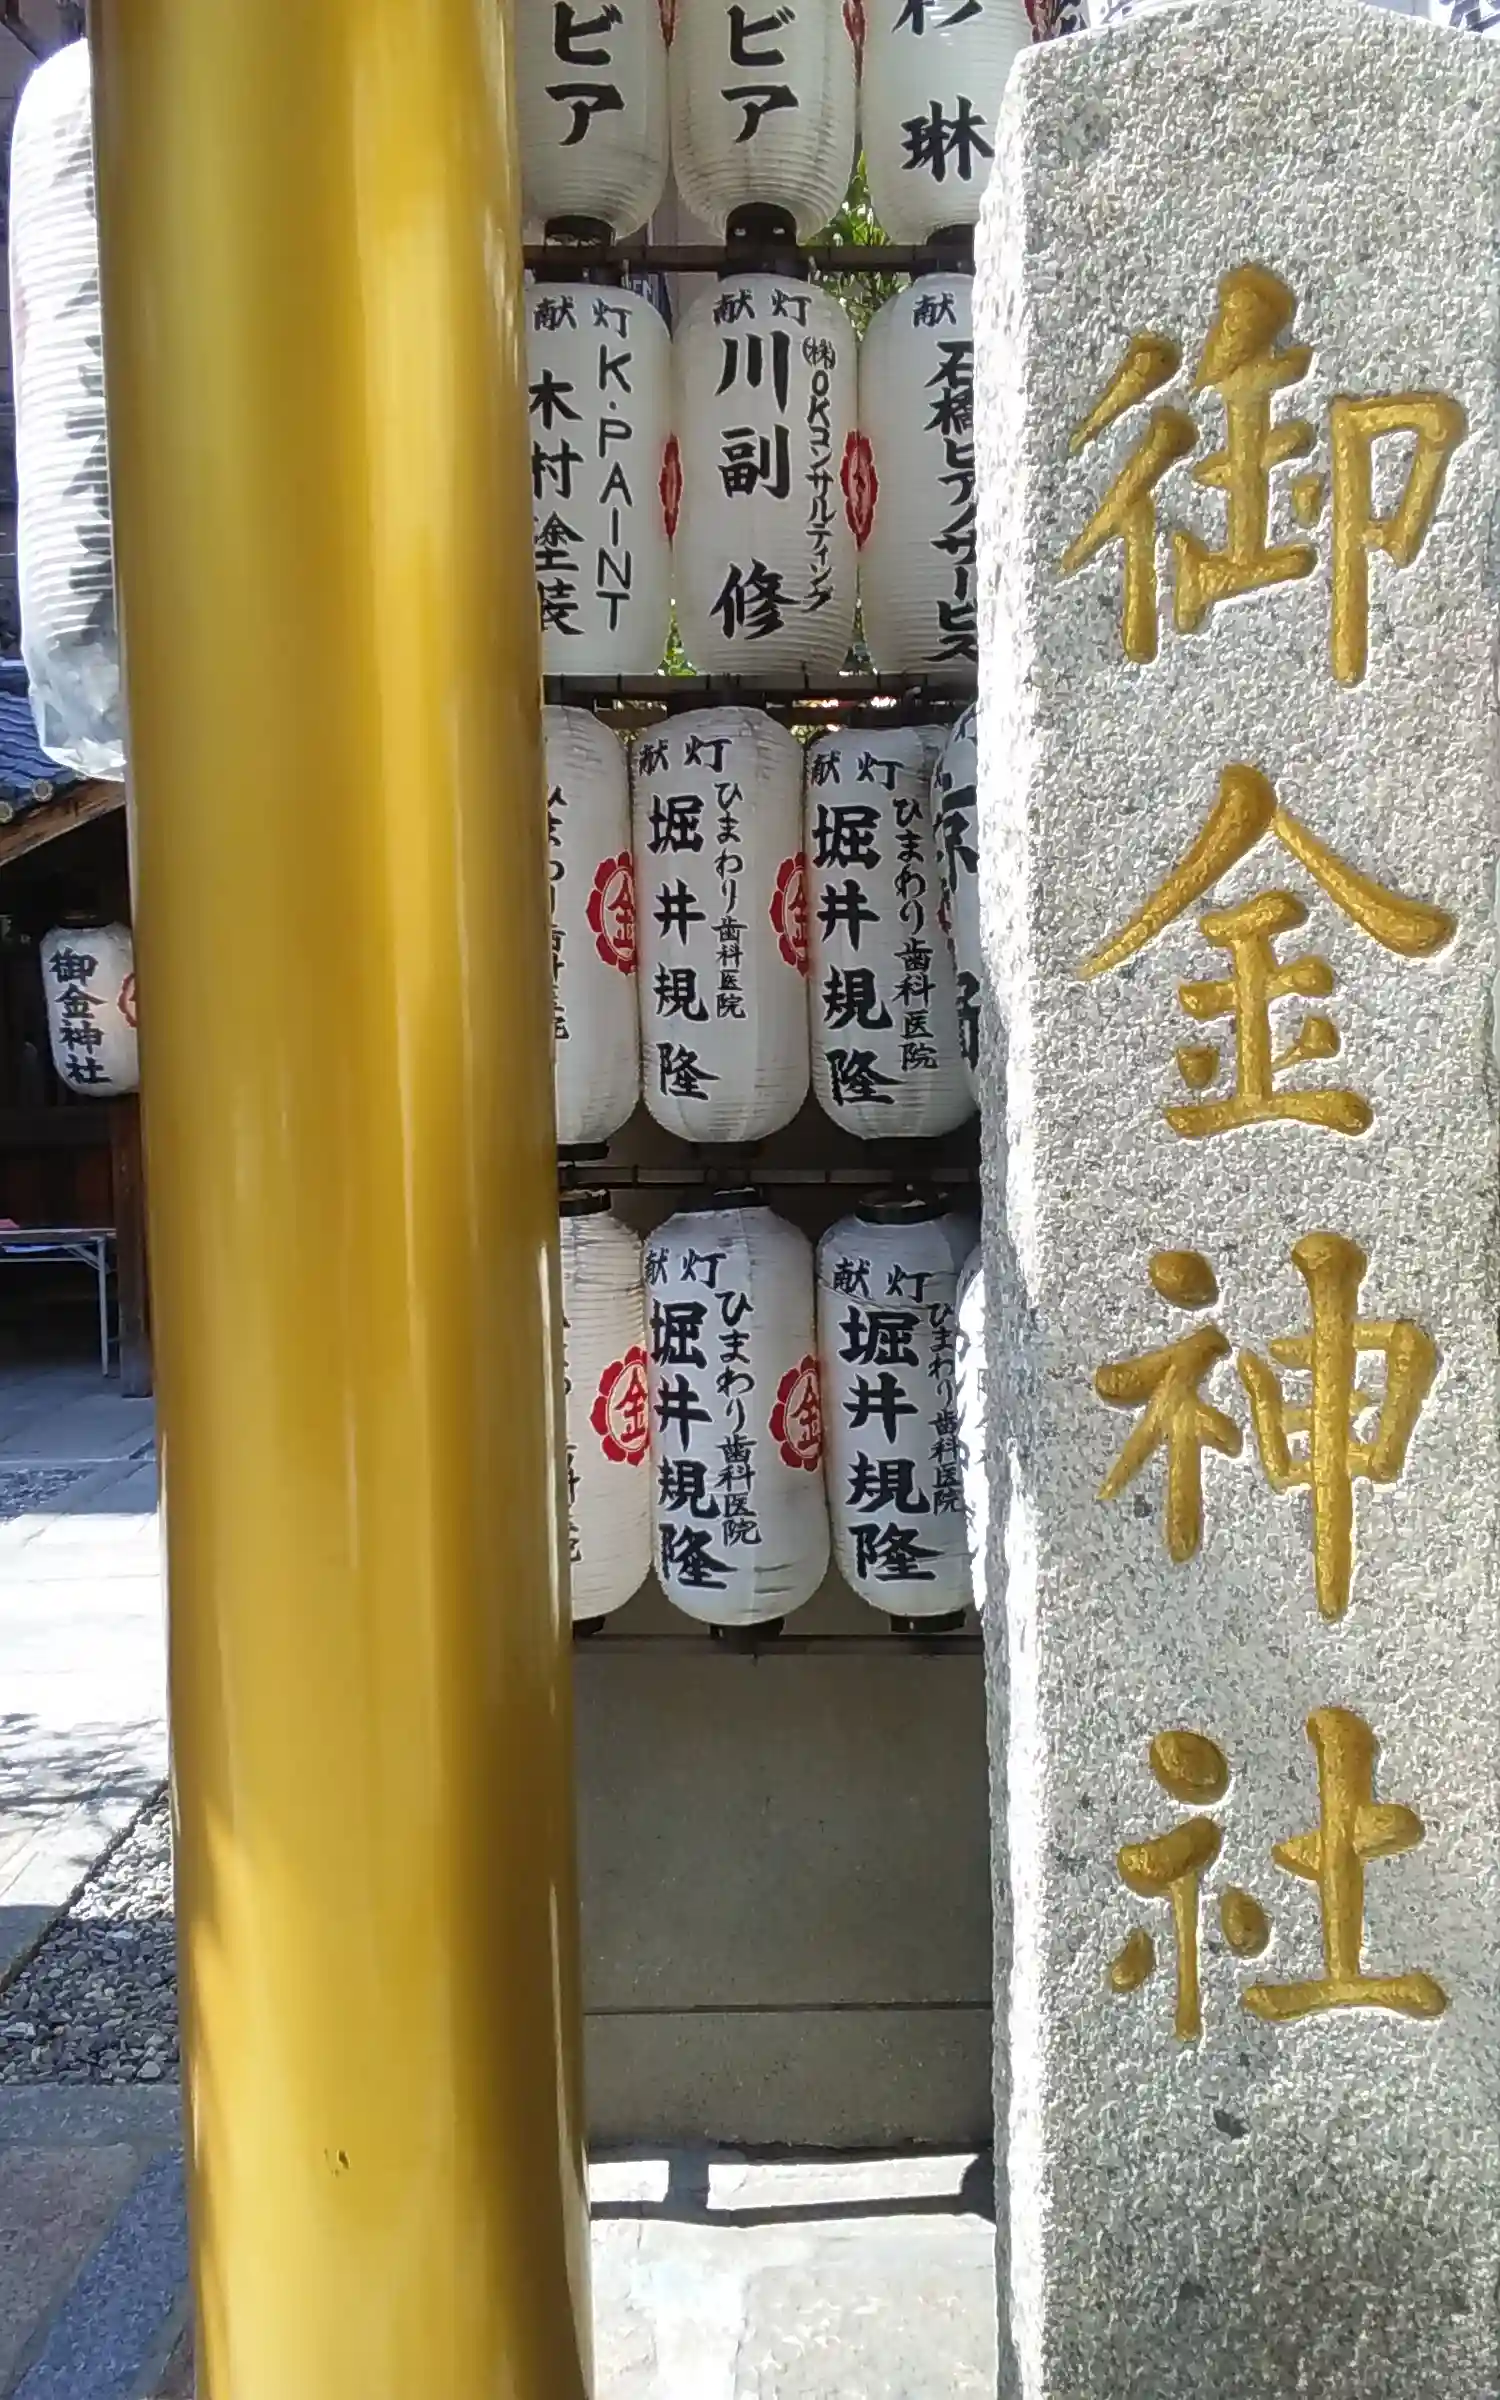 御金神社
ビア
ビア
琳
献灯
K.PAINT
木村塗装
献灯
㈱OKコンサルティング
川副修
献
石橋ピアノサービス
献灯
ひまわり歯科医院
堀井規隆
献灯
ひまわり歯科医院
堀井規隆
金
金
献灯
ひまわり歯科医院
堀井規隆
献灯
ひまわり歯科医院
堀井規隆
金
金
御金神社